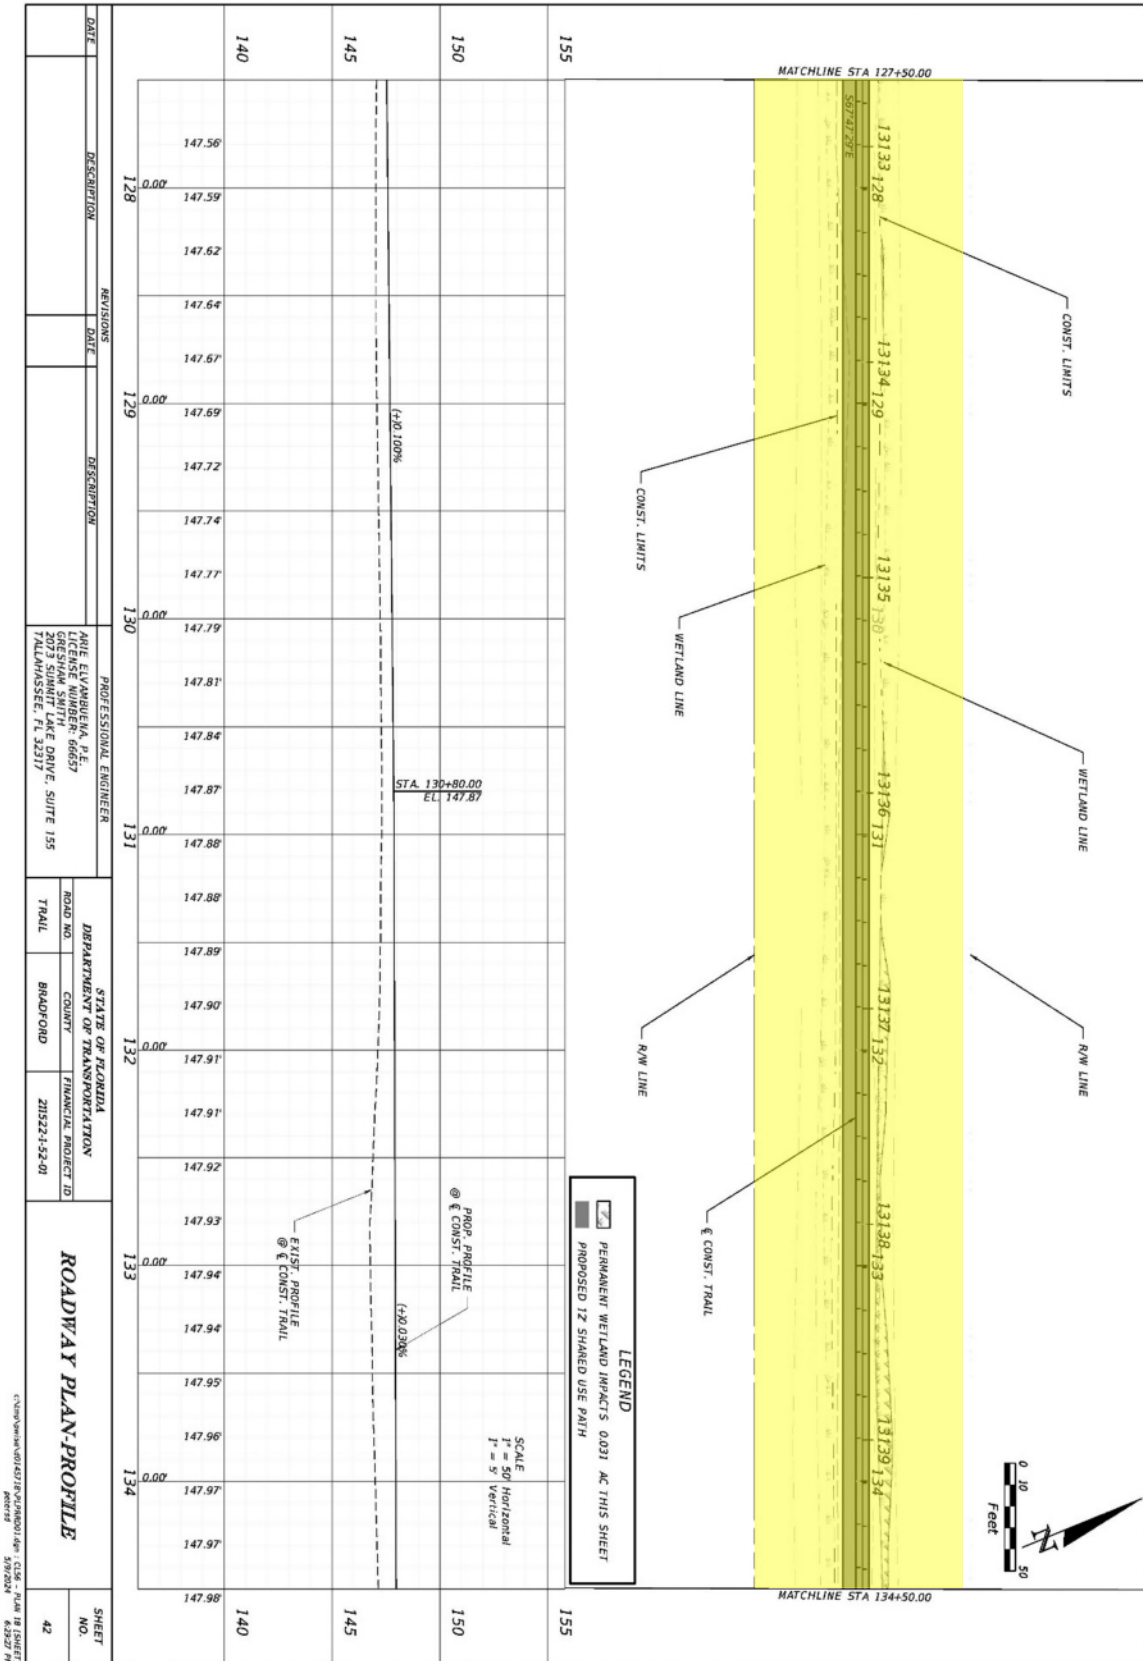 MATCHLINE STA 127+50.00
S67°47'29"E
13133
128
13134
129
13135
130
13136
131
13137
132
13138
133
13139
134
CONST. LIMITS
CONST. LIMITS
WETLAND LINE
WETLAND LINE
R/W LINE
R/W LINE
℄ CONST. TRAIL
0 10 50
Feet
N
MATCHLINE STA 134+50.00
LEGEND
PERMANENT WETLAND IMPACTS 0.031 AC THIS SHEET
PROPOSED 12' SHARED USE PATH
155
150
145
140
155
150
145
140
(+)0.100%
STA. 130+80.00
EL. 147.87
PROP. PROFILE
@ ℄ CONST. TRAIL
(+)0.030%
EXIST. PROFILE
@ ℄ CONST. TRAIL
SCALE
1" = 50' Horizontal
1" = 5' Vertical
147.56'
147.59'
147.62'
147.64'
147.67'
147.69'
147.72'
147.74'
147.77'
147.79'
147.81'
147.84'
147.87'
147.88'
147.88'
147.89'
147.90'
147.91'
147.91'
147.92'
147.93'
147.94'
147.94'
147.95'
147.96'
147.97'
147.97'
147.98'
0.00'
0.00'
0.00'
0.00'
0.00'
0.00'
0.00'
128
129
130
131
132
133
134
REVISIONS
DATE
DESCRIPTION
DATE
DESCRIPTION
PROFESSIONAL ENGINEER
ARIE ELVAMBUENA, P.E.
LICENSE NUMBER: 66657
GRESHAM SMITH
2073 SUMMIT LAKE DRIVE, SUITE 155
TALLAHASSEE, FL 32317
STATE OF FLORIDA
DEPARTMENT OF TRANSPORTATION
ROAD NO.
COUNTY
FINANCIAL PROJECT ID
TRAIL
BRADFORD
211522-1-52-01
ROADWAY PLAN-PROFILE
SHEET
NO.
42
5/9/2024